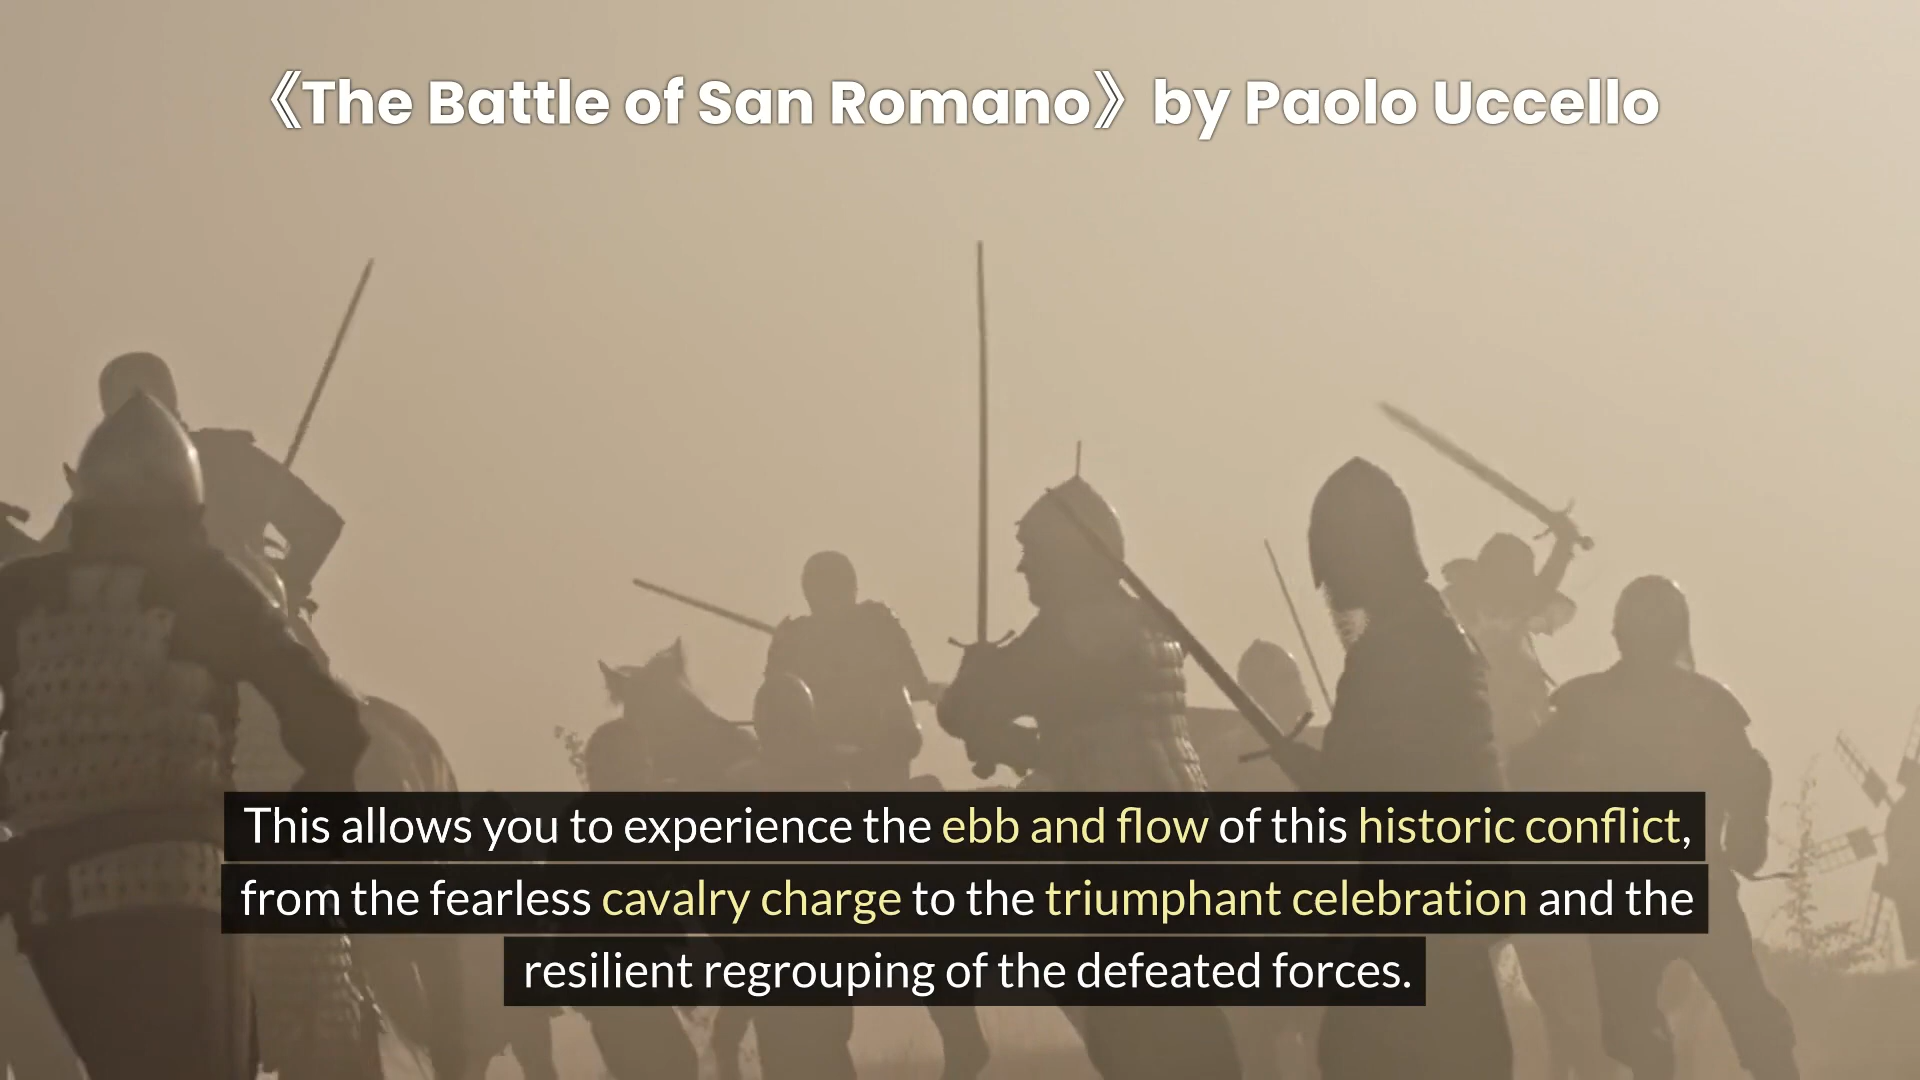 《The Battle of San Romano》by Paolo Uccello
This allows you to experience the ebb and flow of this historic conflict,
from the fearless cavalry charge to the triumphant celebration and the
resilient regrouping of the defeated forces.